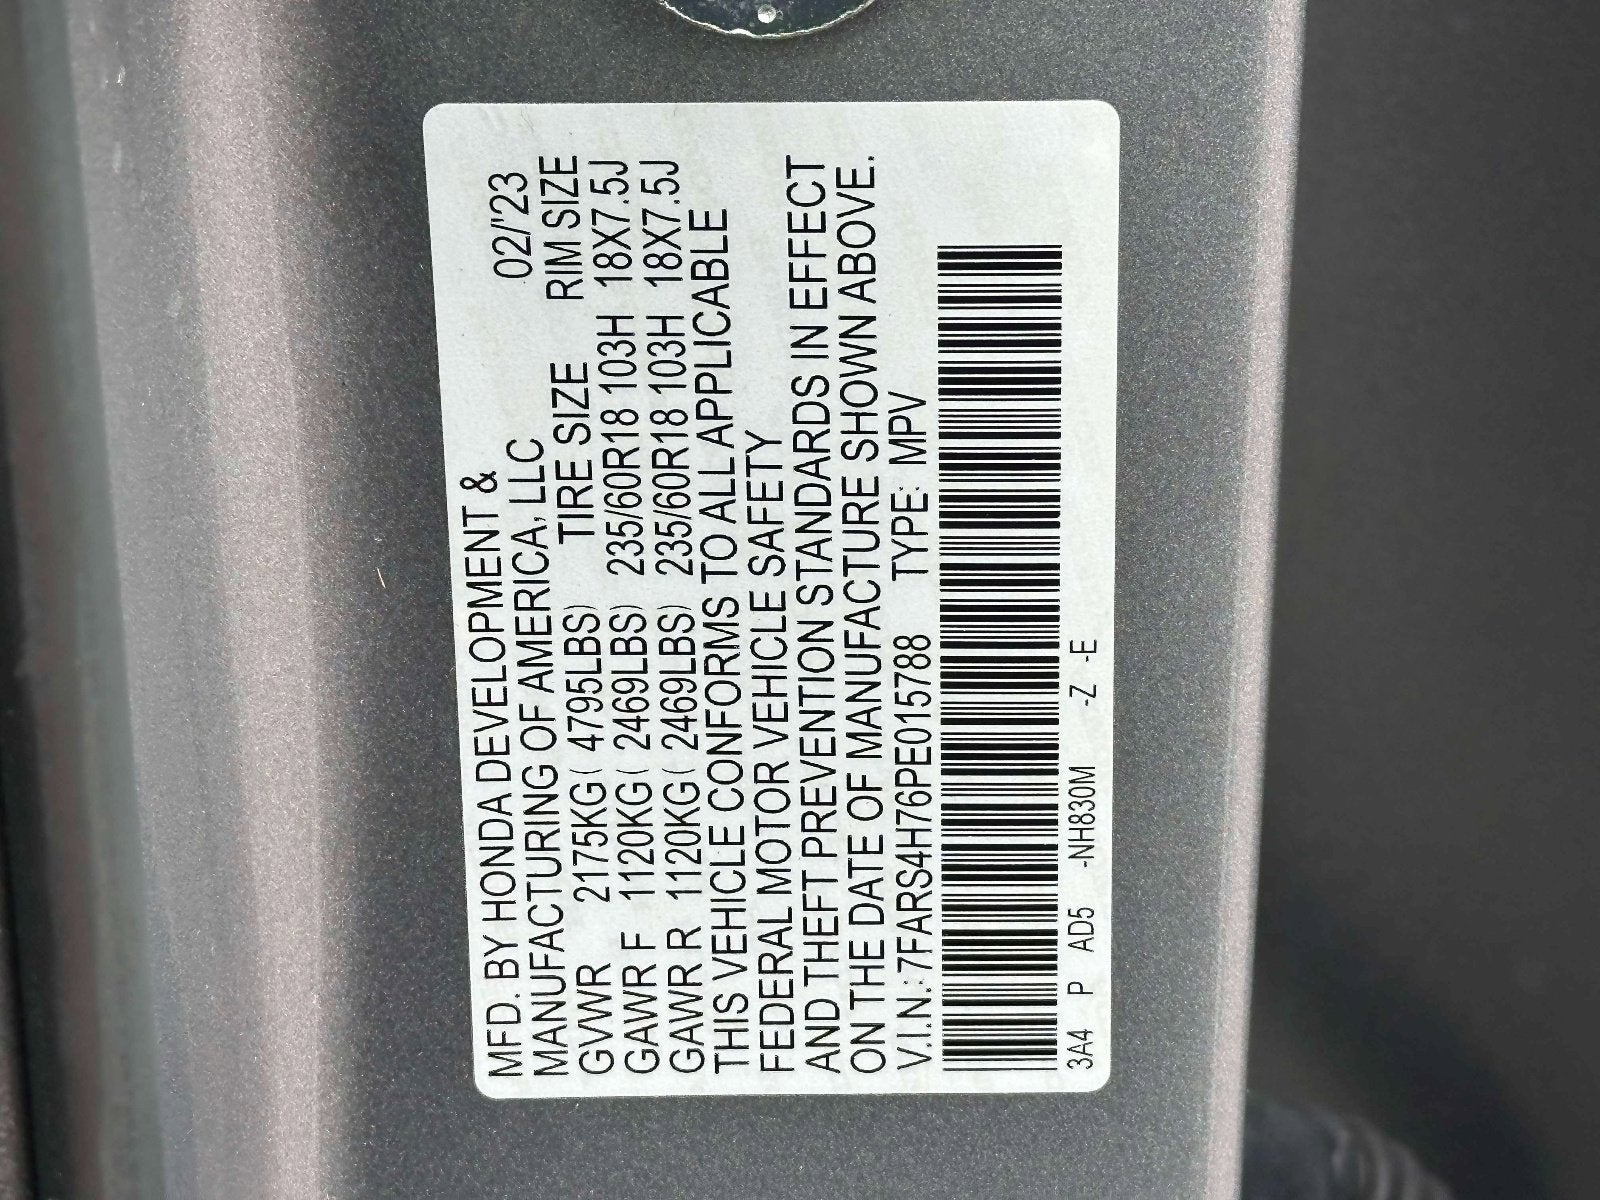 MFD. BY HONDA DEVELOPMENT &
MANUFACTURING OF AMERICA, LLC 02/'23
GVWR 2175KG( 4795LBS) TIRE SIZE RIM SIZE
GAWR F 1120KG( 2469LBS) 235/60R18 103H 18X7.5J
GAWR R 1120KG( 2469LBS) 235/60R18 103H 18X7.5J
THIS VEHICLE CONFORMS TO ALL APPLICABLE
FEDERAL MOTOR VEHICLE SAFETY
AND THEFT PREVENTION STANDARDS IN EFFECT
ON THE DATE OF MANUFACTURE SHOWN ABOVE.
V.I.N.: 7FARS4H76PE015788 TYPE: MPV
3A4 P AD5 -NH830M -Z -E